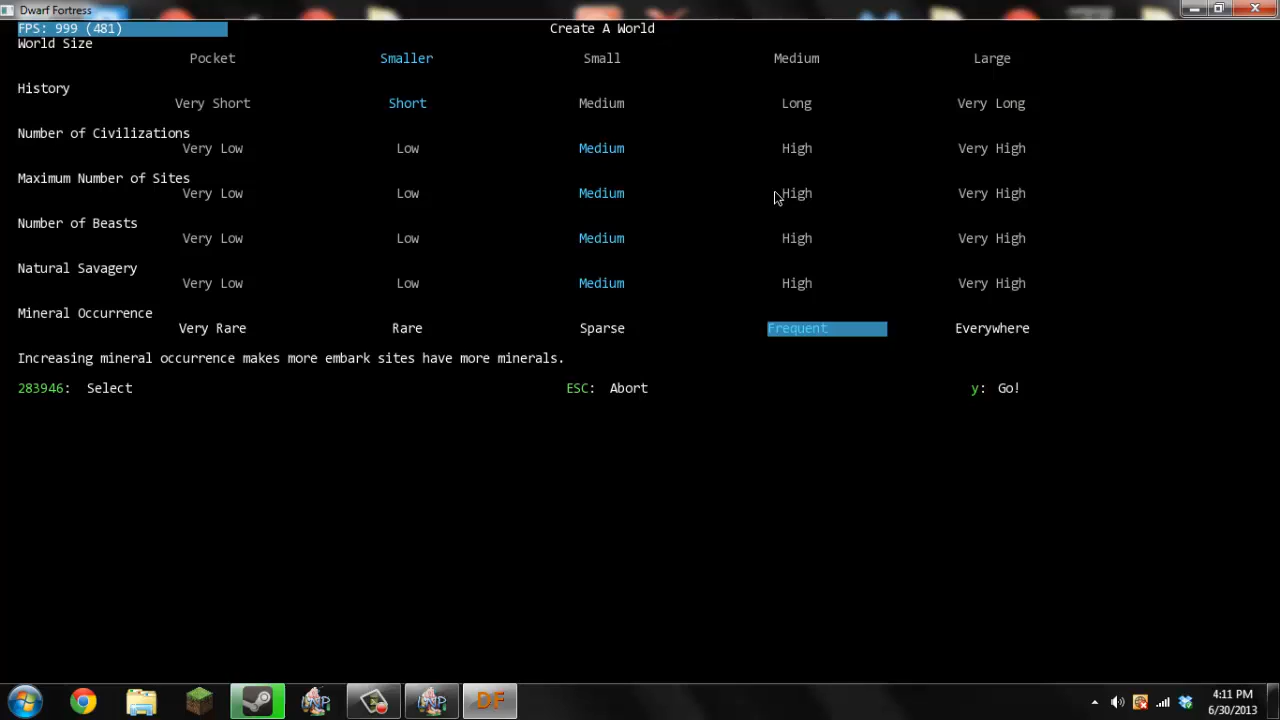 Dwarf Fortress
FPS: 999 (481) Create A World
World Size
Pocket Smaller Small Medium Large
History
Very Short Short Medium Long Very Long
Number of Civilizations
Very Low Low Medium High Very High
Maximum Number of Sites
Very Low Low Medium High Very High
Number of Beasts
Very Low Low Medium High Very High
Natural Savagery
Very Low Low Medium High Very High
Mineral Occurrence
Very Rare Rare Sparse Frequent Everywhere
Increasing mineral occurrence makes more embark sites have more minerals.
283946: Select ESC: Abort y: Go!
DF
4:11 PM
6/30/2013